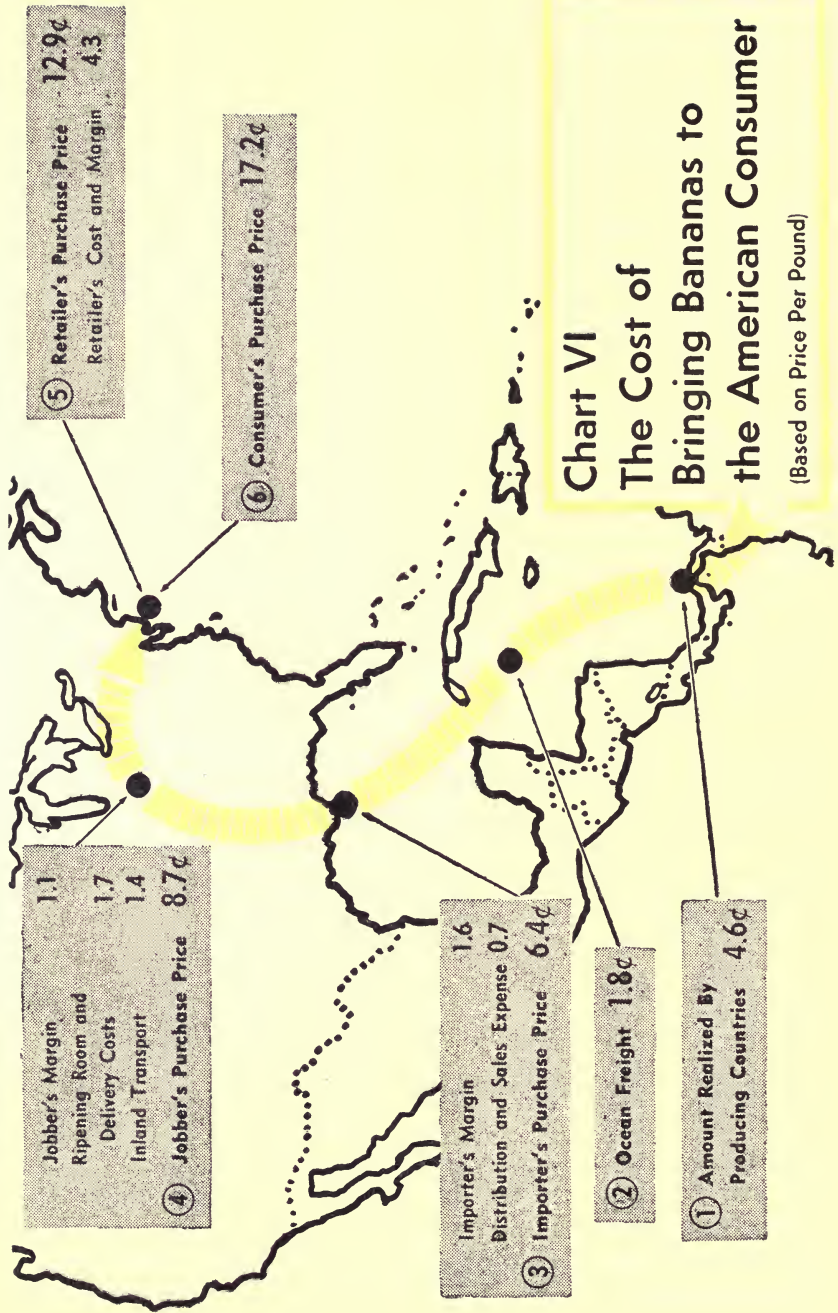 Chart VI
The Cost of
Bringing Bananas to
the American Consumer
(Based on Price Per Pound)
① Amount Realized By
Producing Countries 4.6¢
② Ocean Freight 1.8¢
Importer's Margin 1.6
Distribution and Sales Expense 0.7
③ Importer's Purchase Price 6.4¢
Jobber's Margin 1.1
Ripening Room and
Delivery Costs 1.7
Inland Transport 1.4
④ Jobber's Purchase Price 8.7¢
⑤ Retailer's Purchase Price 12.9¢
Retailer's Cost and Margin 4.3
⑥ Consumer's Purchase Price 17.2¢